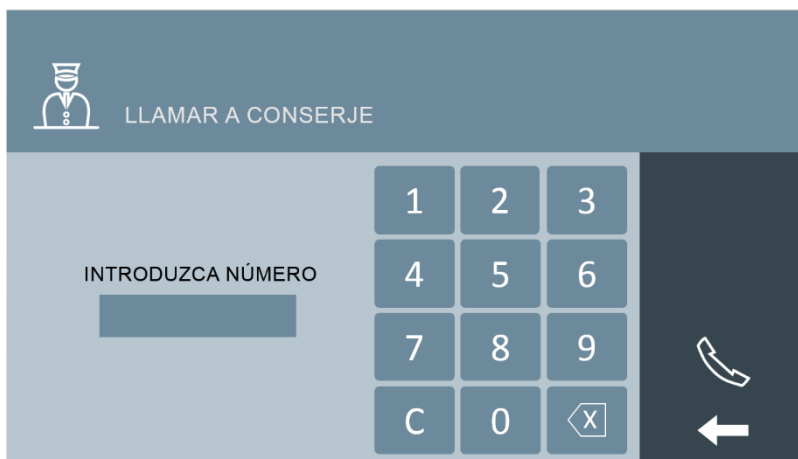 LLAMAR A CONSERJE
INTRODUZCA NÚMERO
1 2 3
4 5 6
7 8 9
C 0 X